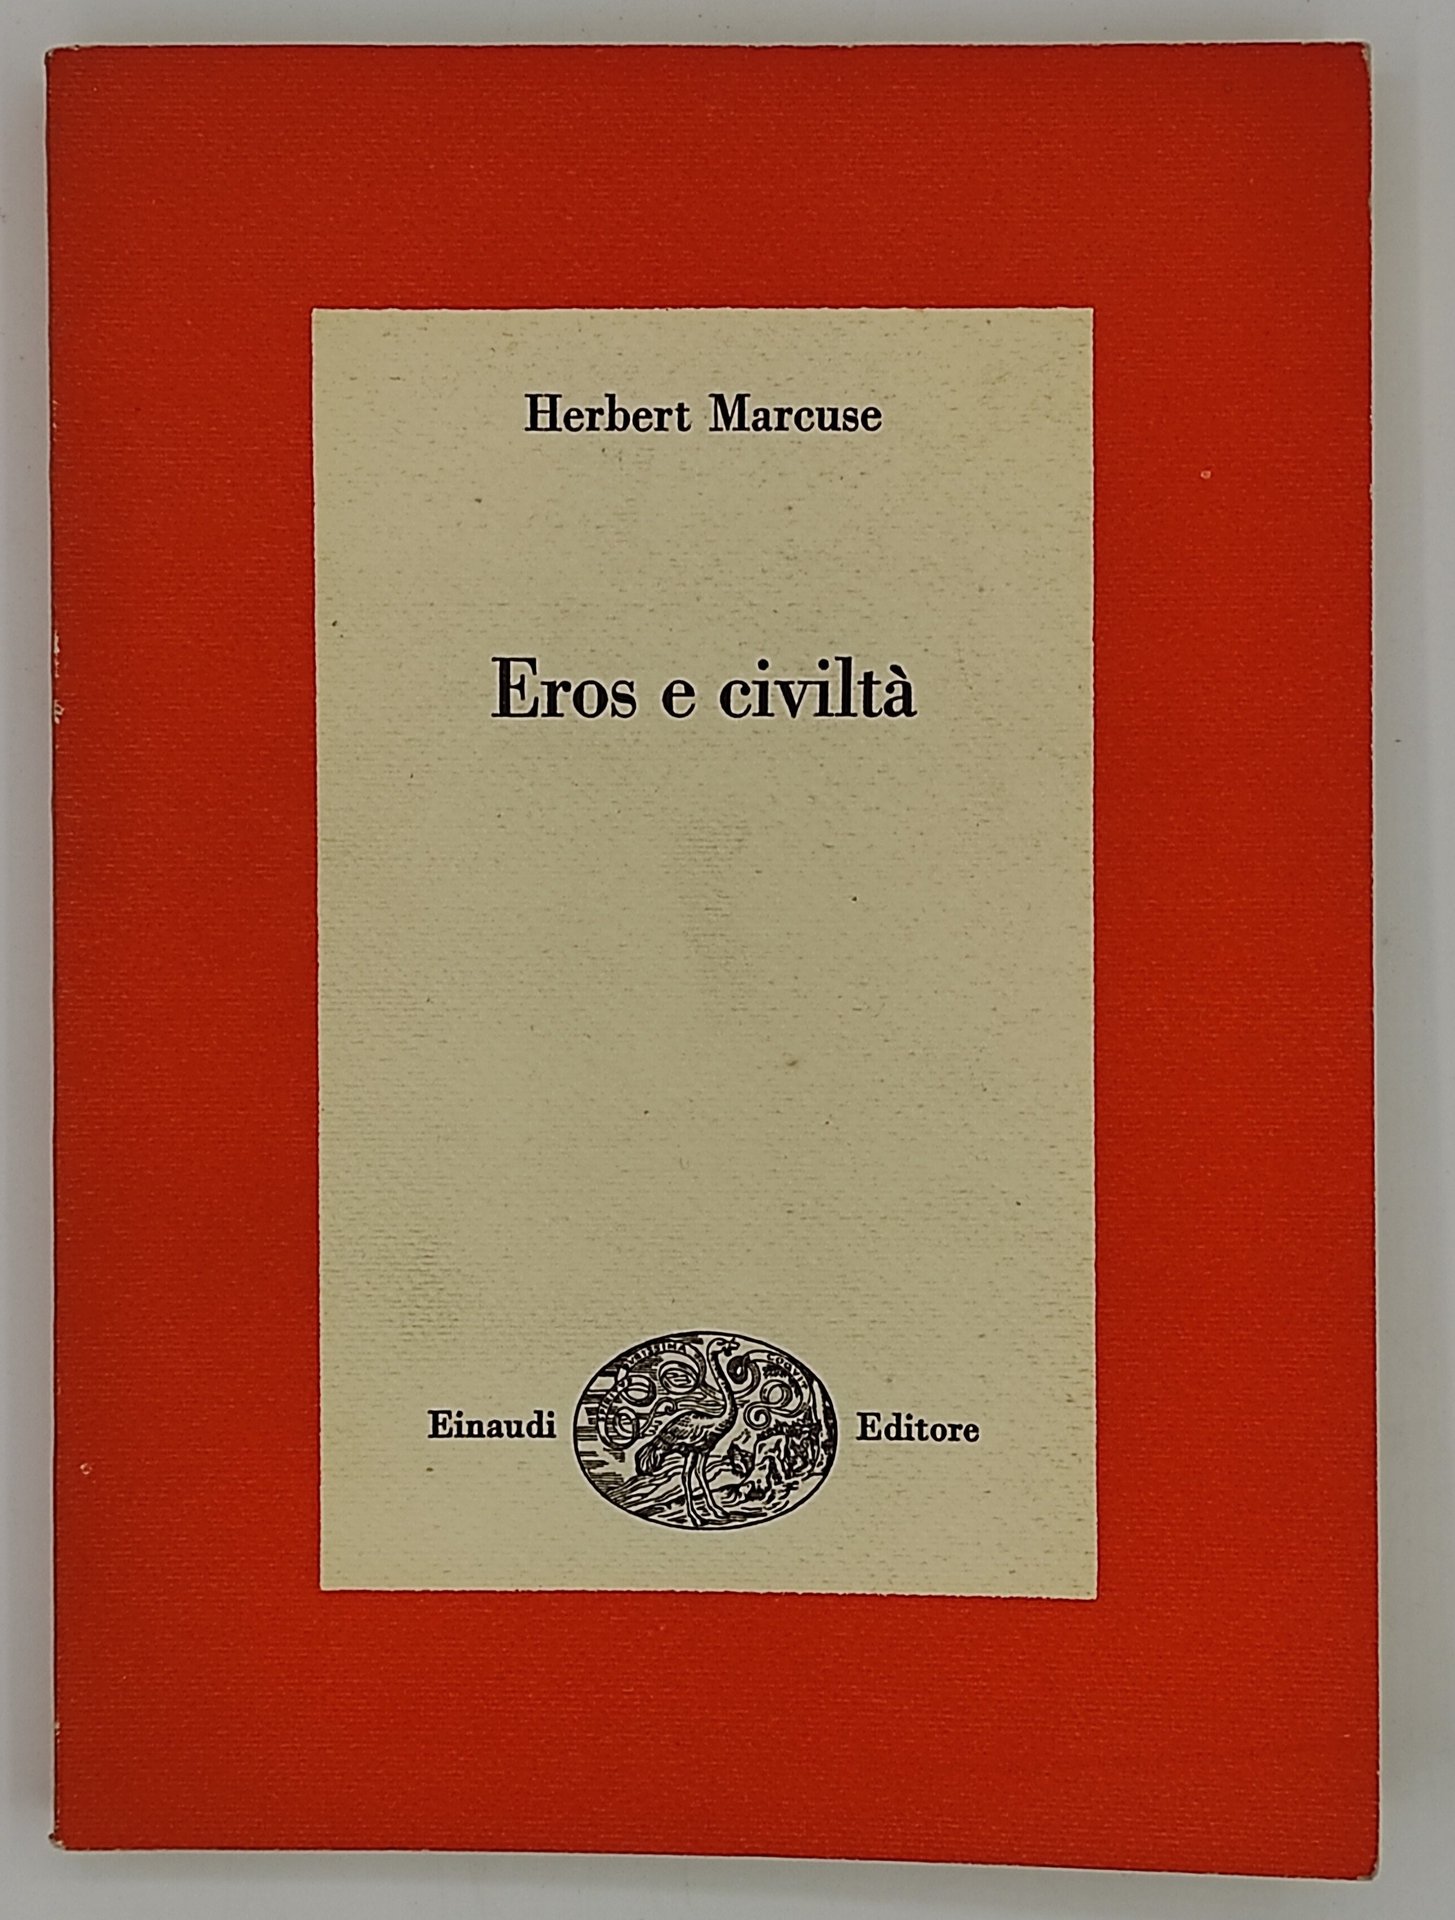 Herbert Marcuse
Eros e civiltà
Einaudi Editore